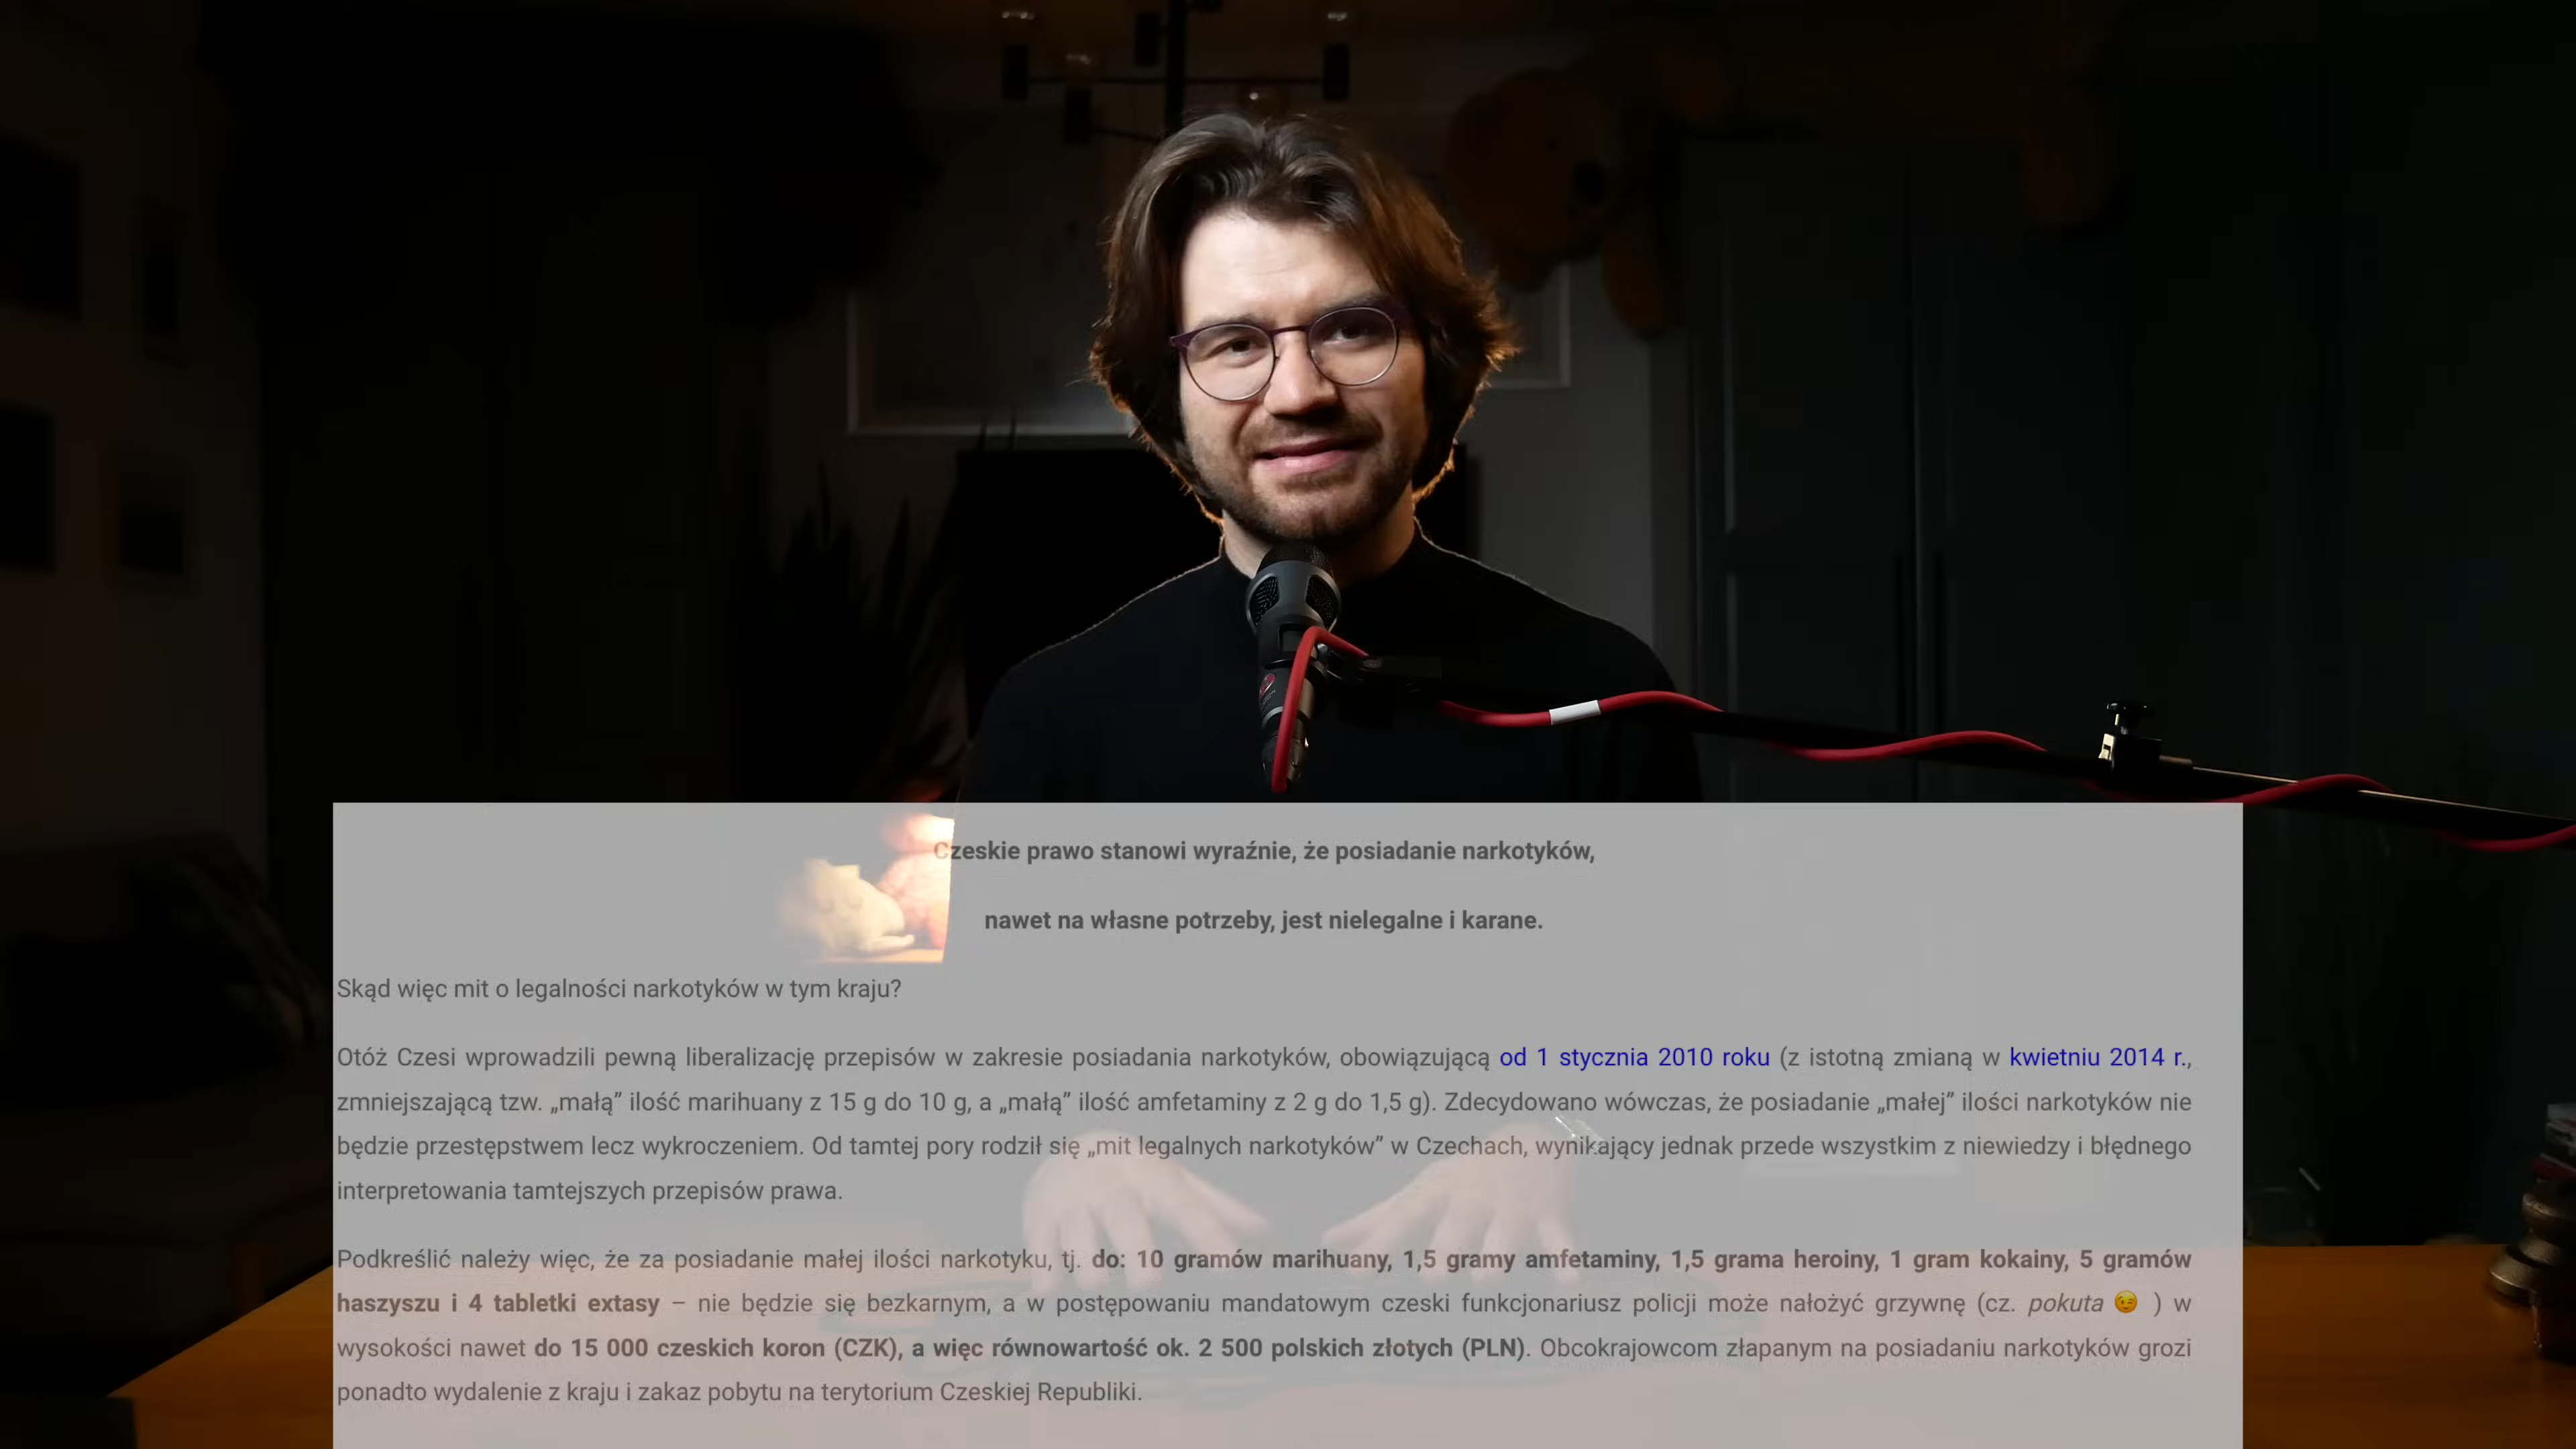 Czeskie prawo stanowi wyraźnie, że posiadanie narkotyków,
nawet na własne potrzeby, jest nielegalne i karane.
Skąd więc mit o legalności narkotyków w tym kraju?
Otóż Czesi wprowadzili pewną liberalizację przepisów w zakresie posiadania narkotyków, obowiązującą od 1 stycznia 2010 roku (z istotną zmianą w kwietniu 2014 r.,
zmniejszającą tzw. „małą” ilość marihuany z 15 g do 10 g, a „małą” ilość amfetaminy z 2 g do 1,5 g). Zdecydowano wówczas, że posiadanie „małej” ilości narkotyków nie
będzie przestępstwem lecz wykroczeniem. Od tamtej pory rodził się „mit legalnych narkotyków” w Czechach, wynikający jednak przede wszystkim z niewiedzy i błędnego
interpretowania tamtejszych przepisów prawa.
Podkreślić należy więc, że za posiadanie małej ilości narkotyku, tj. do: 10 gramów marihuany, 1,5 gramy amfetaminy, 1,5 grama heroiny, 1 gram kokainy, 5 gramów
haszyszu i 4 tabletki extasy – nie będzie się bezkarnym, a w postępowaniu mandatowym czeski funkcjonariusz policji może nałożyć grzywnę (cz. pokuta 😉 ) w
wysokości nawet do 15 000 czeskich koron (CZK), a więc równowartość ok. 2 500 polskich złotych (PLN). Obcokrajowcom złapanym na posiadaniu narkotyków grozi
ponadto wydalenie z kraju i zakaz pobytu na terytorium Czeskiej Republiki.